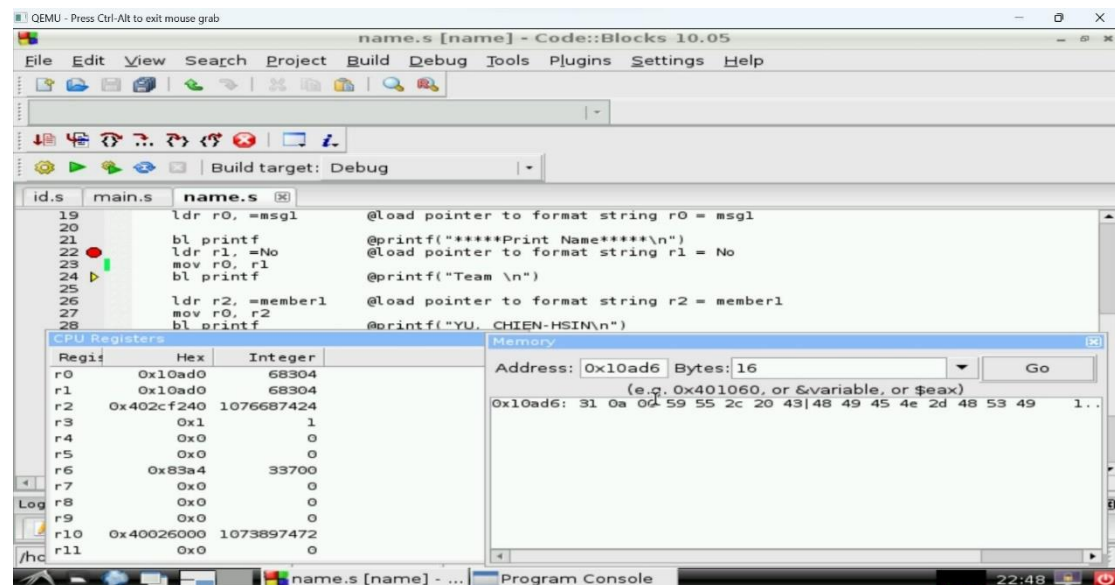 QEMU - Press Ctrl-Alt to exit mouse grab
name.s [name] - Code::Blocks 10.05
File Edit View Search Project Build Debug Tools Plugins Settings Help
Build target: Debug
id.s main.s name.s
19 ldr r0, =msg1 @load pointer to format string r0 = msg1
20
21 bl printf @printf("*****Print Name*****\n")
22 ldr r1, =No @load pointer to format string r1 = No
23 mov r0, r1
24 bl printf @printf("Team \n")
25
26 ldr r2, =member1 @load pointer to format string r2 = member1
27 mov r0, r2
28 bl printf @printf("YU, CHIEN-HSIN\n")
CPU Registers
Regis Hex Integer
r0 0x10ad0 68304
r1 0x10ad0 68304
r2 0x402cf240 1076687424
r3 0x1 1
r4 0x0 0
r5 0x0 0
r6 0x83a4 33700
r7 0x0 0
r8 0x0 0
r9 0x0 0
r10 0x40026000 1073897472
r11 0x0 0
Memory
Address: 0x10ad6 Bytes: 16 Go
(e.g. 0x401060, or &variable, or $eax)
0x10ad6: 31 0a 00 59 55 2c 20 43|48 49 45 4e 2d 48 53 49 1..
Log
/ho
name.s [name] - ... Program Console 22:48